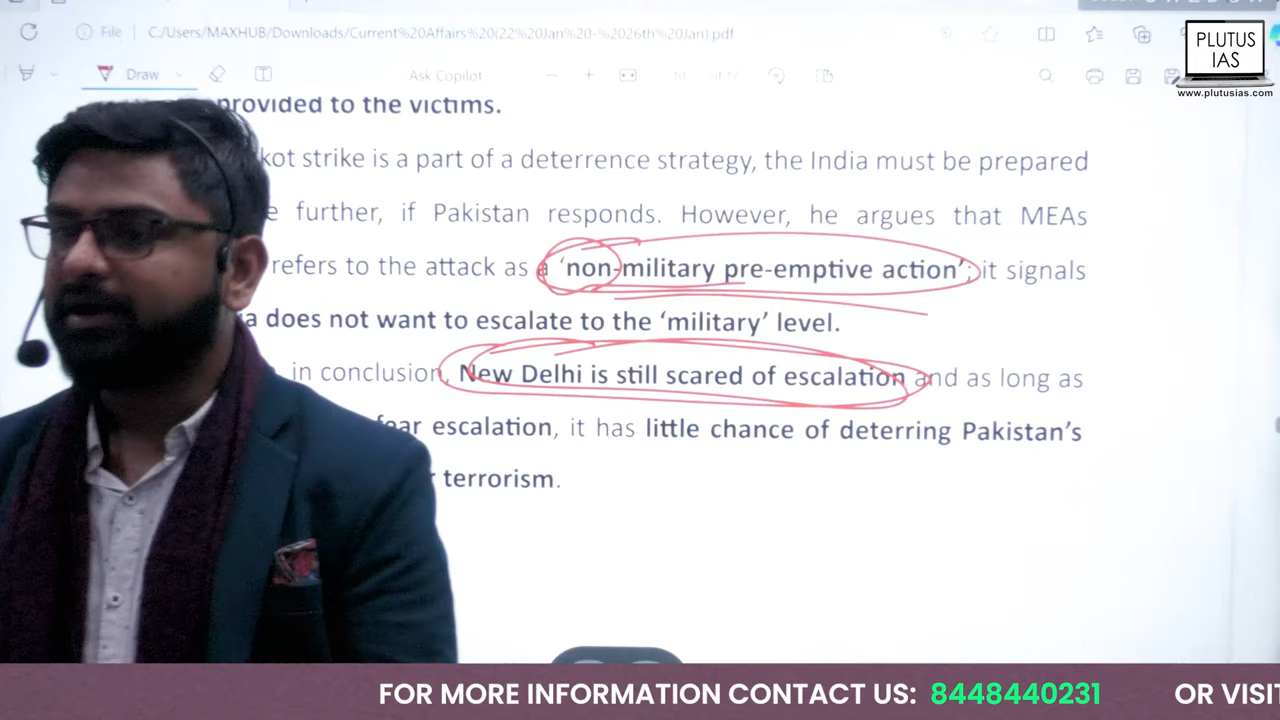 File
C:/Users/MAXHUB/Downloads/Current%20Affairs%20(22%20Jan%20-%2026th%20Jan).pdf
PLUTUS
IAS
www.plutusias.com
Draw
Ask Copilot
provided to the victims.
kot strike is a part of a deterrence strategy, the India must be prepared
e further, if Pakistan responds. However, he argues that MEAs
refers to the attack as a ‘non-military pre-emptive action’; it signals
a does not want to escalate to the ‘military’ level.
in conclusion, New Delhi is still scared of escalation and as long as
fear escalation, it has little chance of deterring Pakistan’s
terrorism.
FOR MORE INFORMATION CONTACT US: 8448440231 OR VISIT